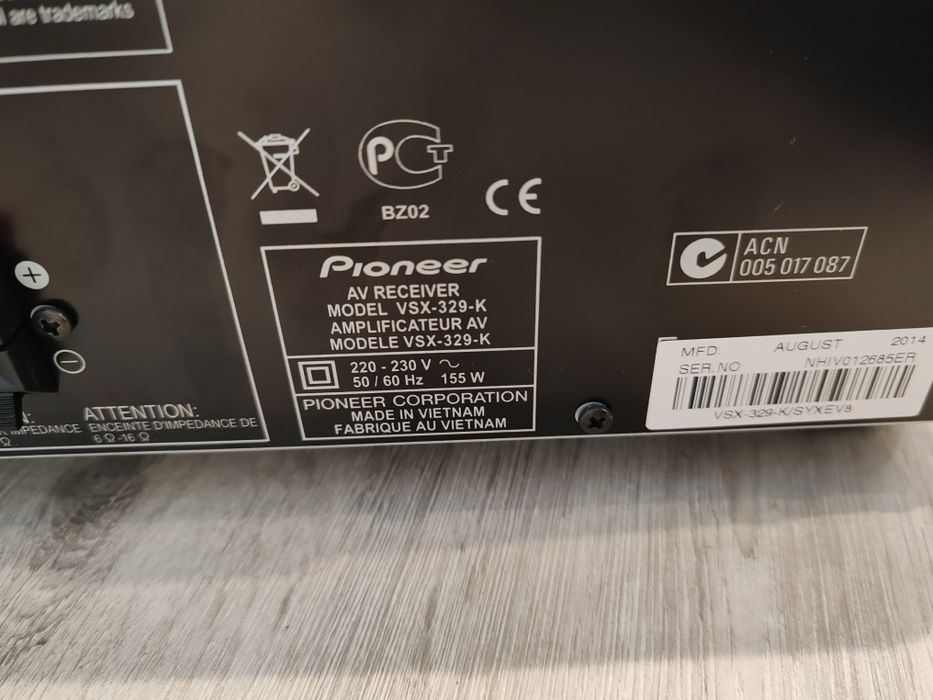 are trademarks
PCT
BZ02
CE
Pioneer
AV RECEIVER
MODEL VSX-329-K
AMPLIFICATEUR AV
MODELE VSX-329-K
220 - 230 V ~
50 / 60 Hz 155 W
PIONEER CORPORATION
MADE IN VIETNAM
FABRIQUE AU VIETNAM
ACN
005 017 087
MFD. AUGUST 2014
SER.NO NHIV012685ER
VSX-329-K/SYXEV8
+
−
ATTENTION:
IMPEDANCE ENCEINTE D'IMPEDANCE DE
Ω 6 Ω-16 Ω